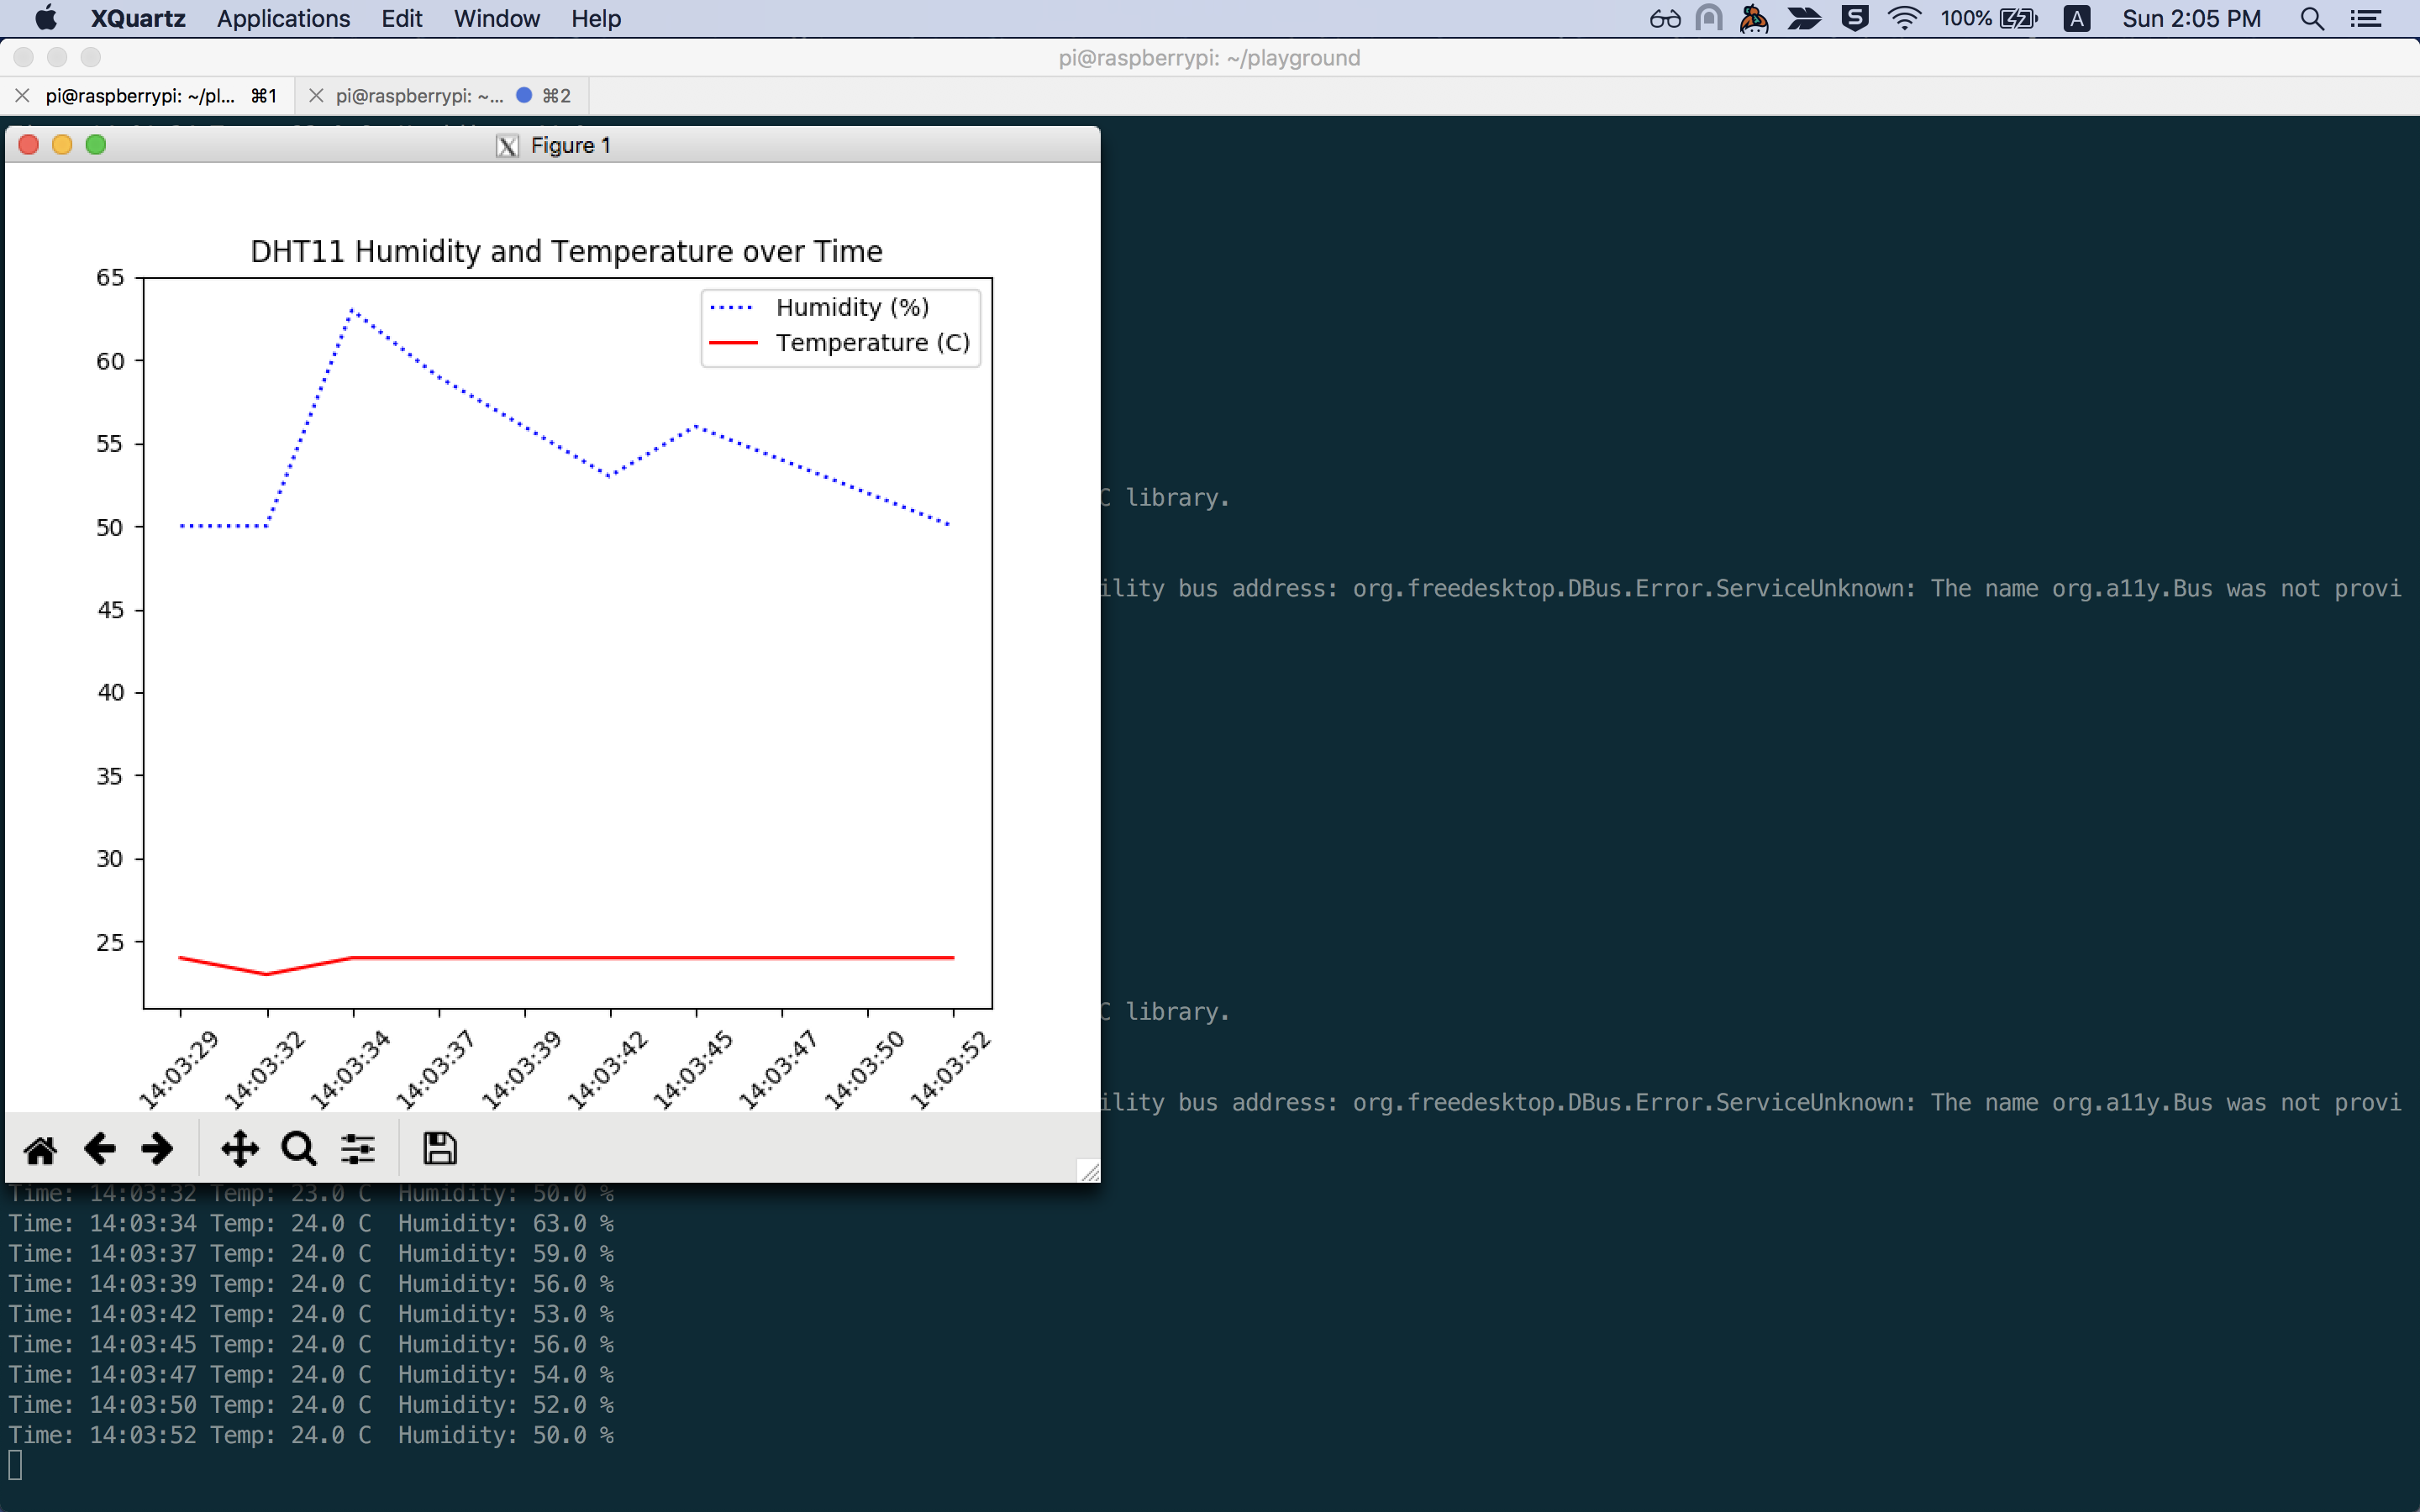 XQuartz Applications Edit Window Help 100% A Sun 2:05 PM
pi@raspberrypi: ~/playground
pi@raspberrypi: ~/pl... ⌘1 pi@raspberrypi: ~... ⌘2
Figure 1
DHT11 Humidity and Temperature over Time
Humidity (%)
Temperature (C)
65
60
55
50
45
40
35
30
25
14:03:29 14:03:32 14:03:34 14:03:37 14:03:39 14:03:42 14:03:45 14:03:47 14:03:50 14:03:52
C library.
ility bus address: org.freedesktop.DBus.Error.ServiceUnknown: The name org.a11y.Bus was not provi
C library.
ility bus address: org.freedesktop.DBus.Error.ServiceUnknown: The name org.a11y.Bus was not provi
Time: 14:03:32 Temp: 23.0 C  Humidity: 50.0 %
Time: 14:03:34 Temp: 24.0 C  Humidity: 63.0 %
Time: 14:03:37 Temp: 24.0 C  Humidity: 59.0 %
Time: 14:03:39 Temp: 24.0 C  Humidity: 56.0 %
Time: 14:03:42 Temp: 24.0 C  Humidity: 53.0 %
Time: 14:03:45 Temp: 24.0 C  Humidity: 56.0 %
Time: 14:03:47 Temp: 24.0 C  Humidity: 54.0 %
Time: 14:03:50 Temp: 24.0 C  Humidity: 52.0 %
Time: 14:03:52 Temp: 24.0 C  Humidity: 50.0 %